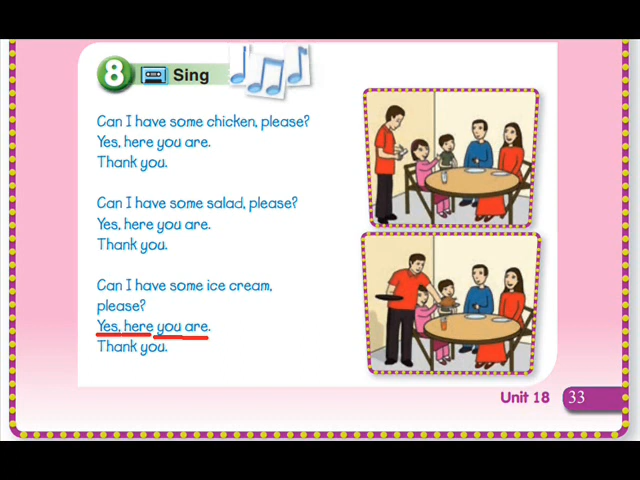 8 Sing
Can I have some chicken, please?
Yes, here you are.
Thank you.
Can I have some salad, please?
Yes, here you are.
Thank you.
Can I have some ice cream,
please?
Yes, here you are.
Thank you.
Unit 18 33